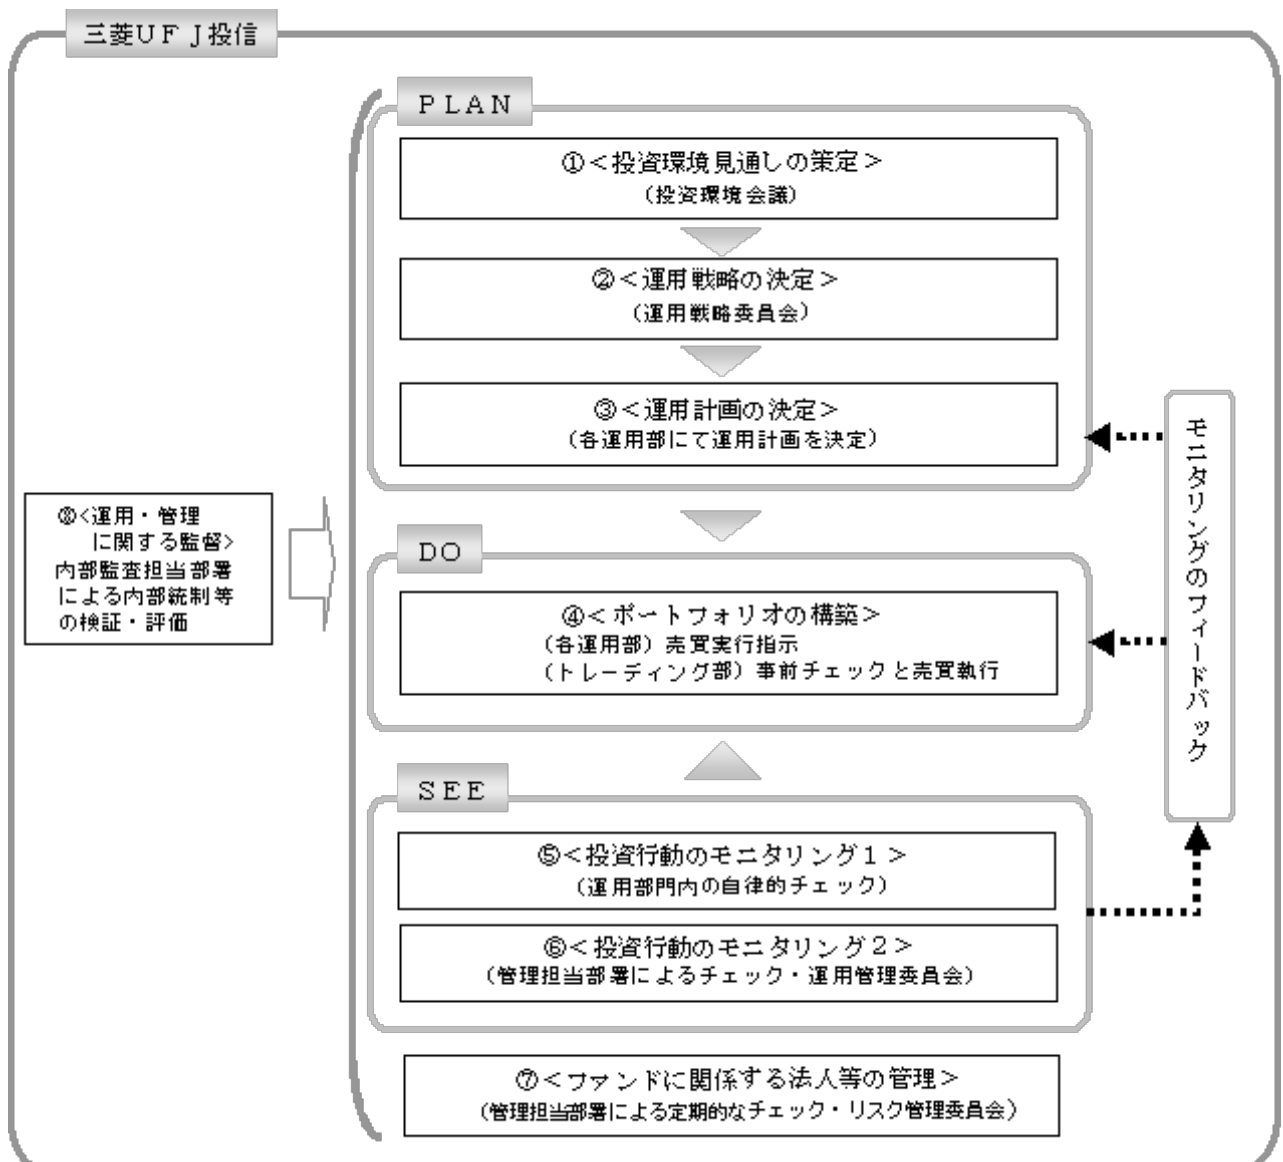 三菱UFJ投信
PLAN
①<投資環境見通しの策定>
(投資環境会議)
②<運用戦略の決定>
(運用戦略委員会)
③<運用計画の決定>
(各運用部にて運用計画を決定)
DO
④<ポートフォリオの構築>
(各運用部)売買実行指示
(トレーディング部)事前チェックと売買執行
SEE
⑤<投資行動のモニタリング1>
(運用部門内の自律的チェック)
⑥<投資行動のモニタリング2>
(管理担当部署によるチェック・運用管理委員会)
⑦<ファンドに関係する法人等の管理>
(管理担当部署による定期的なチェック・リスク管理委員会)
⑧<運用・管理
に関する監督>
内部監査担当部署
による内部統制等
の検証・評価
モニタリングのフィードバック